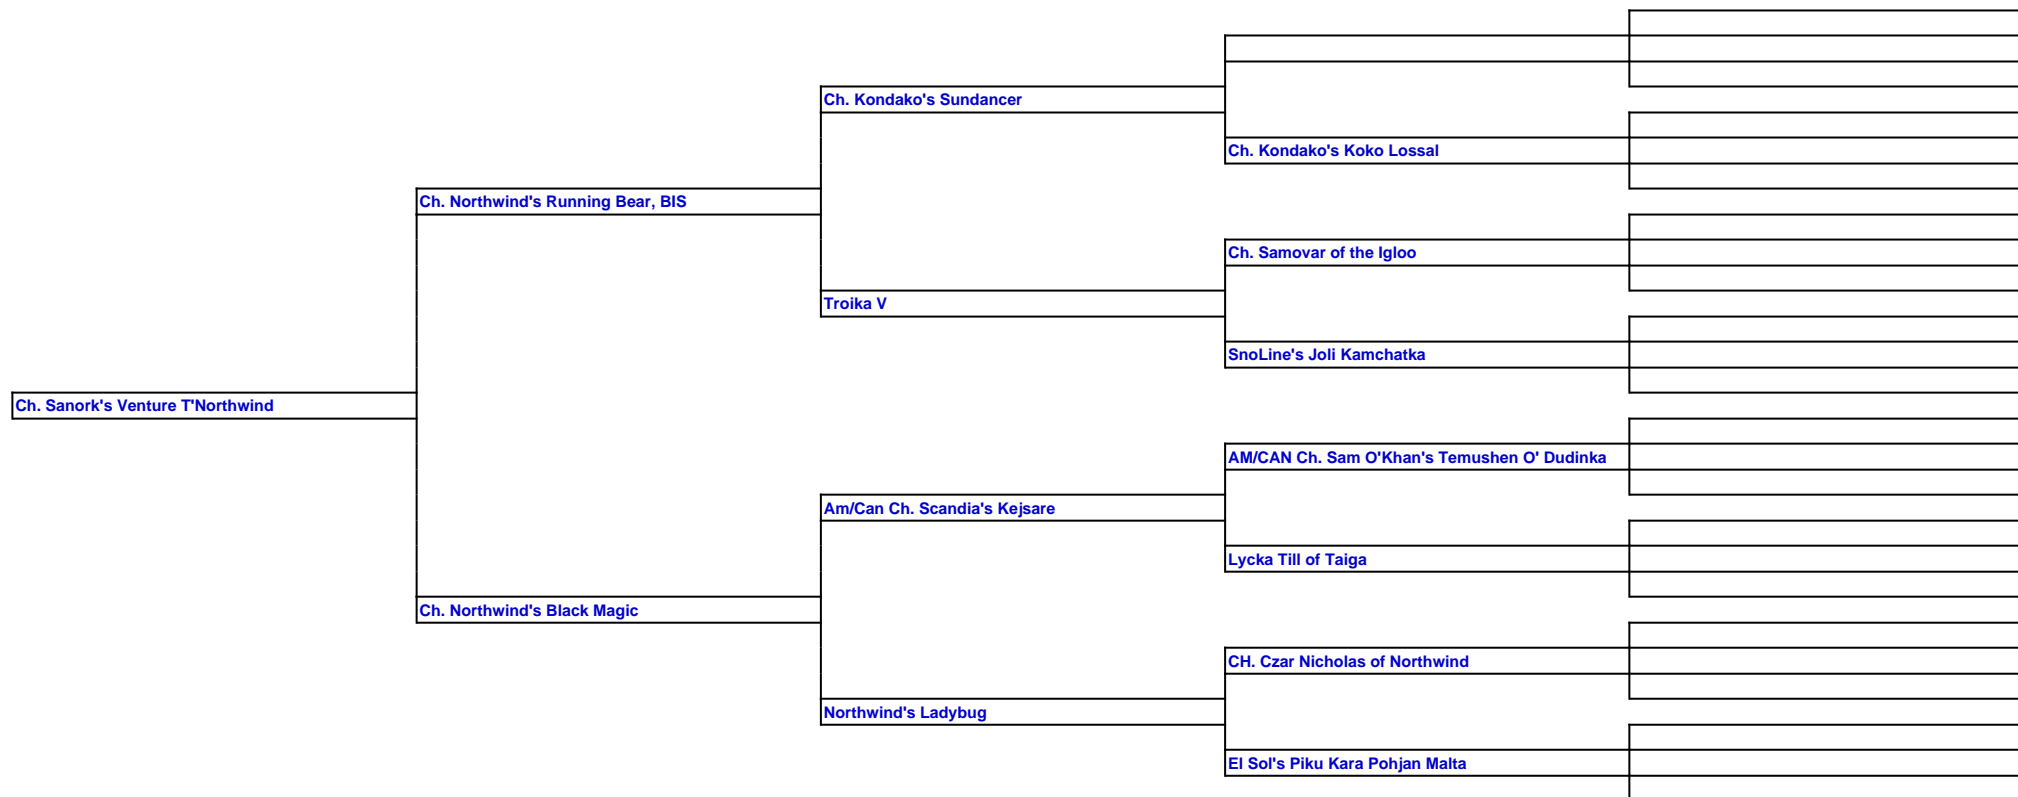 Ch. Kondako's Sundancer
Ch. Kondako's Koko Lossal
Ch. Northwind's Running Bear, BIS
Ch. Samovar of the Igloo
Troika V
SnoLine's Joli Kamchatka
Ch. Sanork's Venture T'Northwind
AM/CAN Ch. Sam O'Khan's Temushen O' Dudinka
Am/Can Ch. Scandia's Kejsare
Lycka Till of Taiga
Ch. Northwind's Black Magic
CH. Czar Nicholas of Northwind
Northwind's Ladybug
El Sol's Piku Kara Pohjan Malta